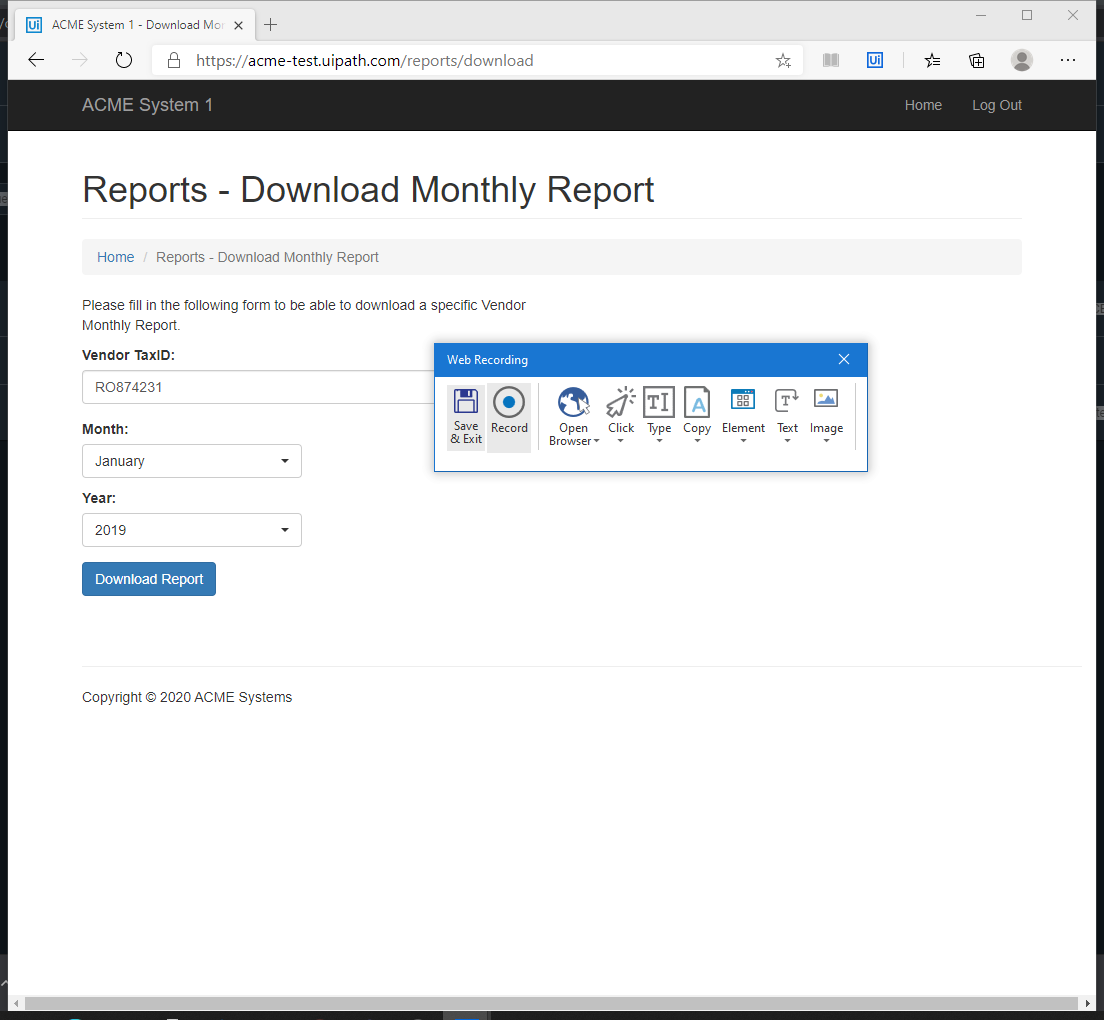 ACME System 1 - Download Mon
https://acme-test.uipath.com/reports/download
ACME System 1
Home
Log Out
Reports - Download Monthly Report
Home / Reports - Download Monthly Report
Please fill in the following form to be able to download a specific Vendor
Monthly Report.
Vendor TaxID:
RO874231
Month:
January
Year:
2019
Download Report
Web Recording
Save
& Exit
Record
Open
Browser
Click
Type
Copy
Element
Text
Image
Copyright © 2020 ACME Systems